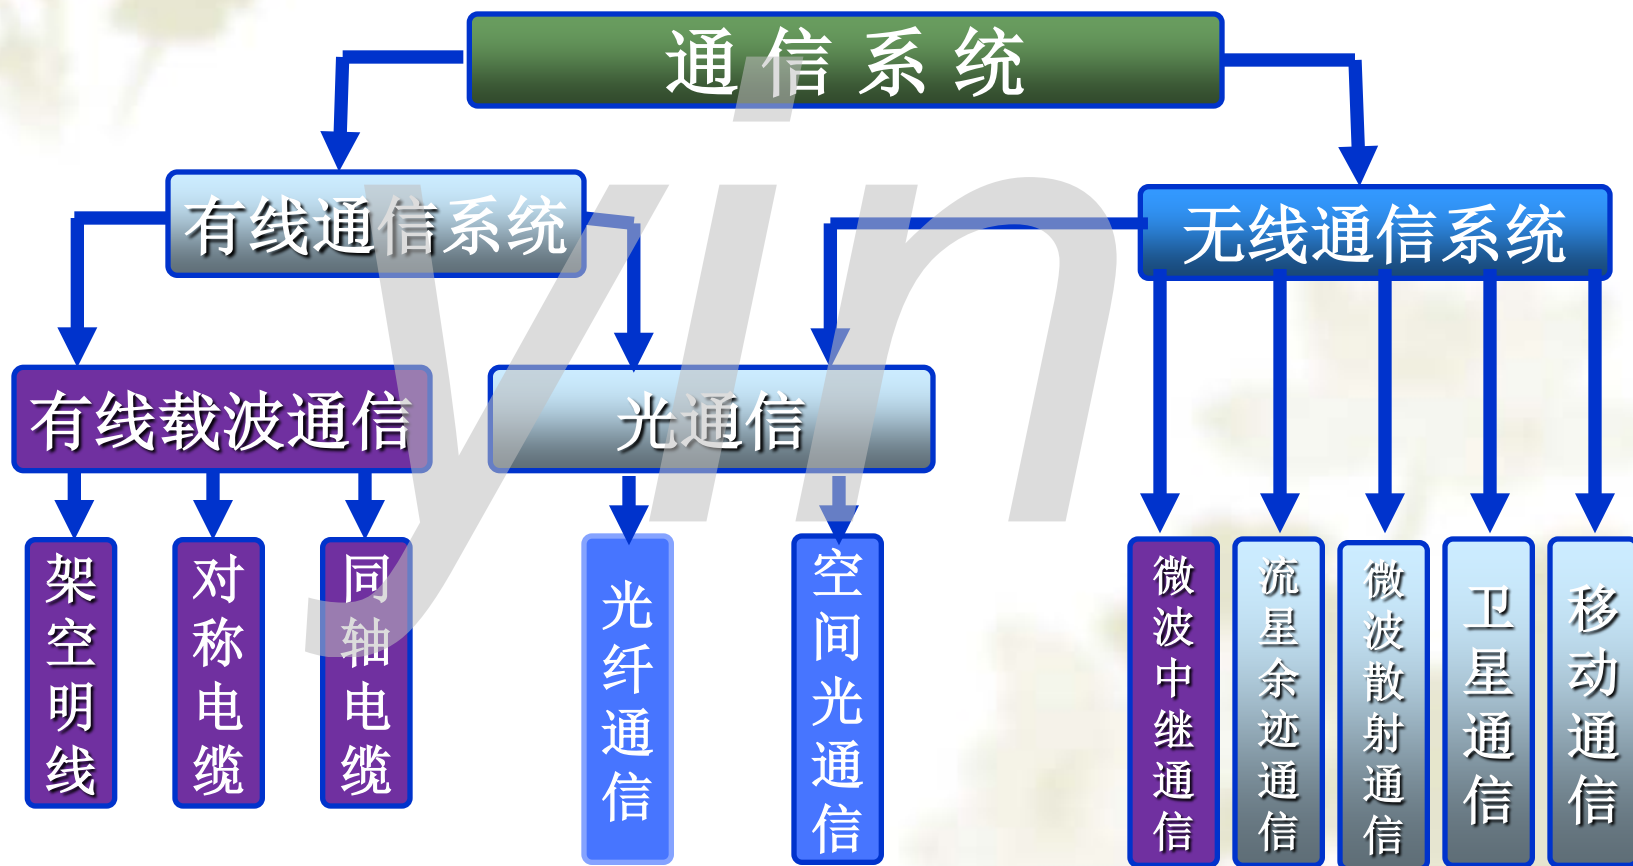 通信系统
有线通信系统
无线通信系统
有线载波通信
光通信
架空明线
对称电缆
同轴电缆
光纤通信
空间光通信
微波中继通信
流星余迹通信
微波散射通信
卫星通信
移动通信
yin